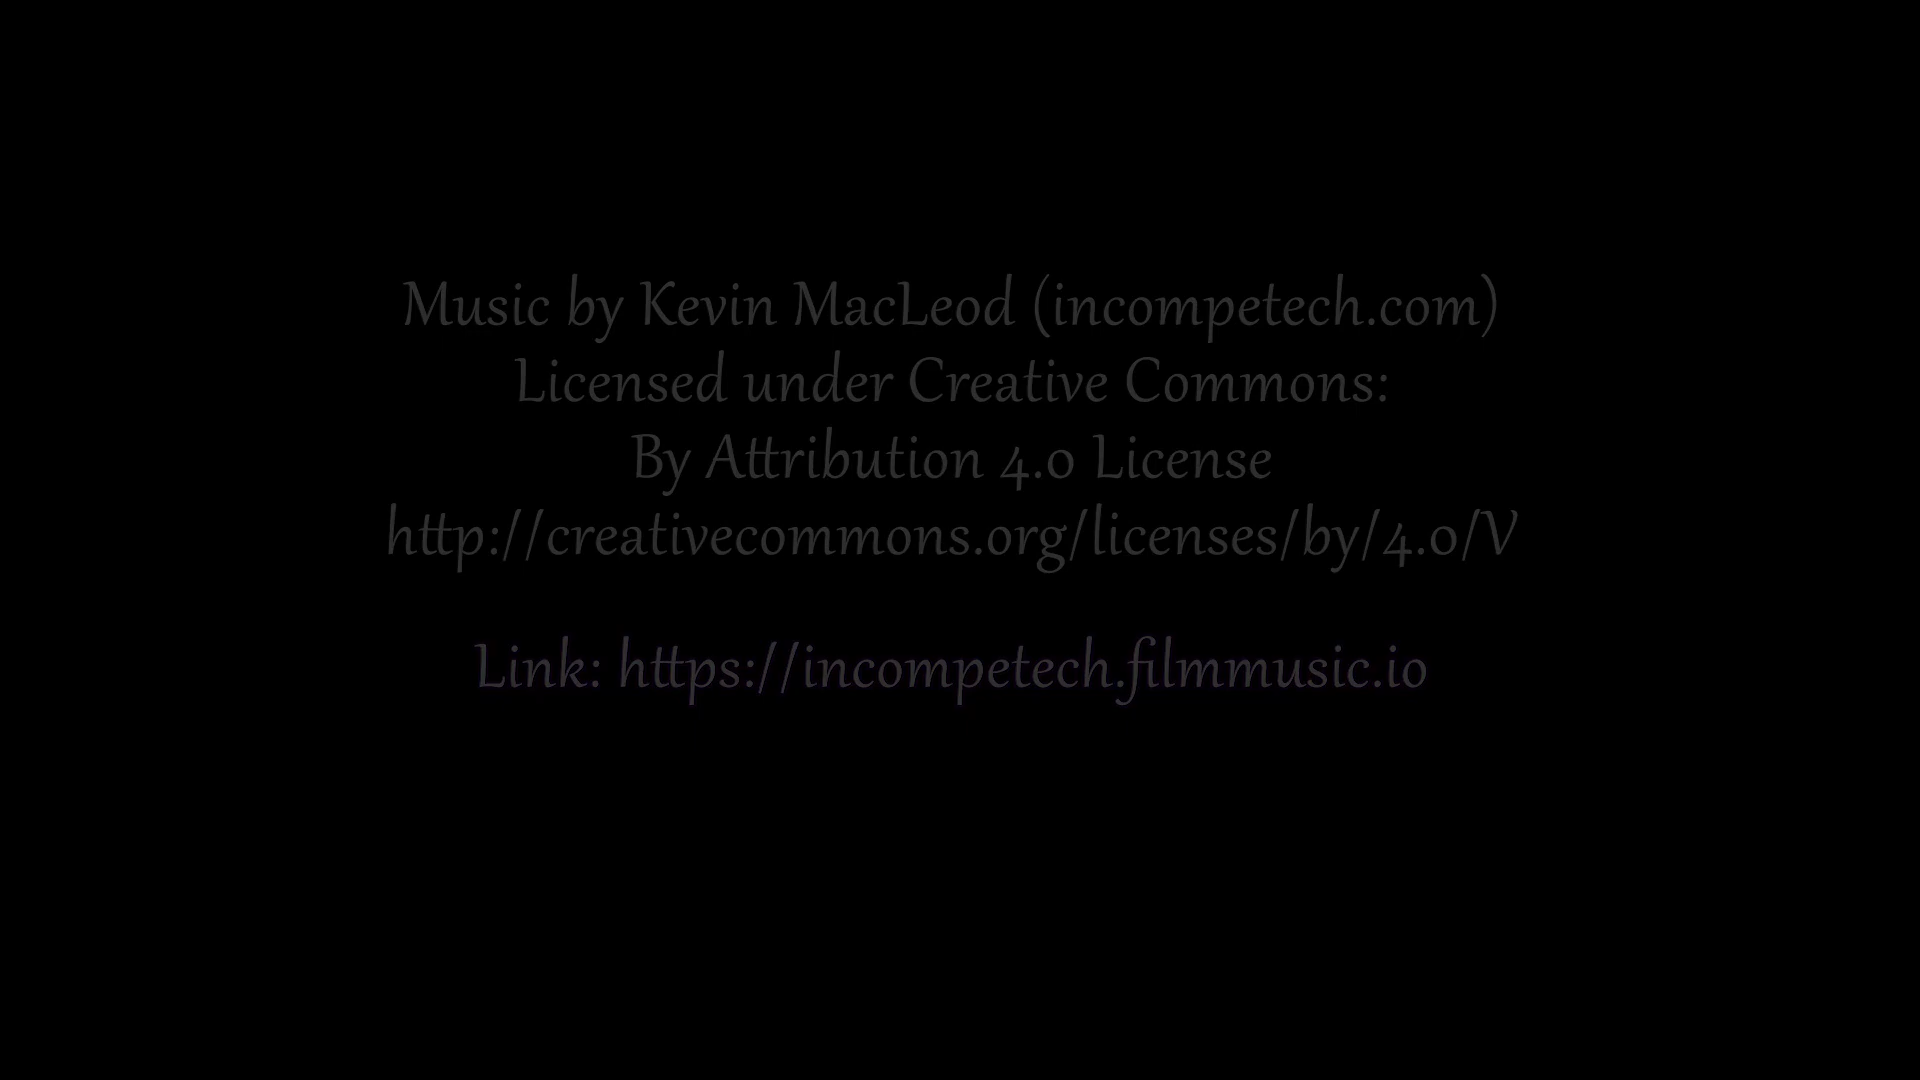 Music by Kevin MacLeod (incompetech.com)
Licensed under Creative Commons:
By Attribution 4.0 License
http://creativecommons.org/licenses/by/4.0/V
Link: https://incompetech.filmmusic.io